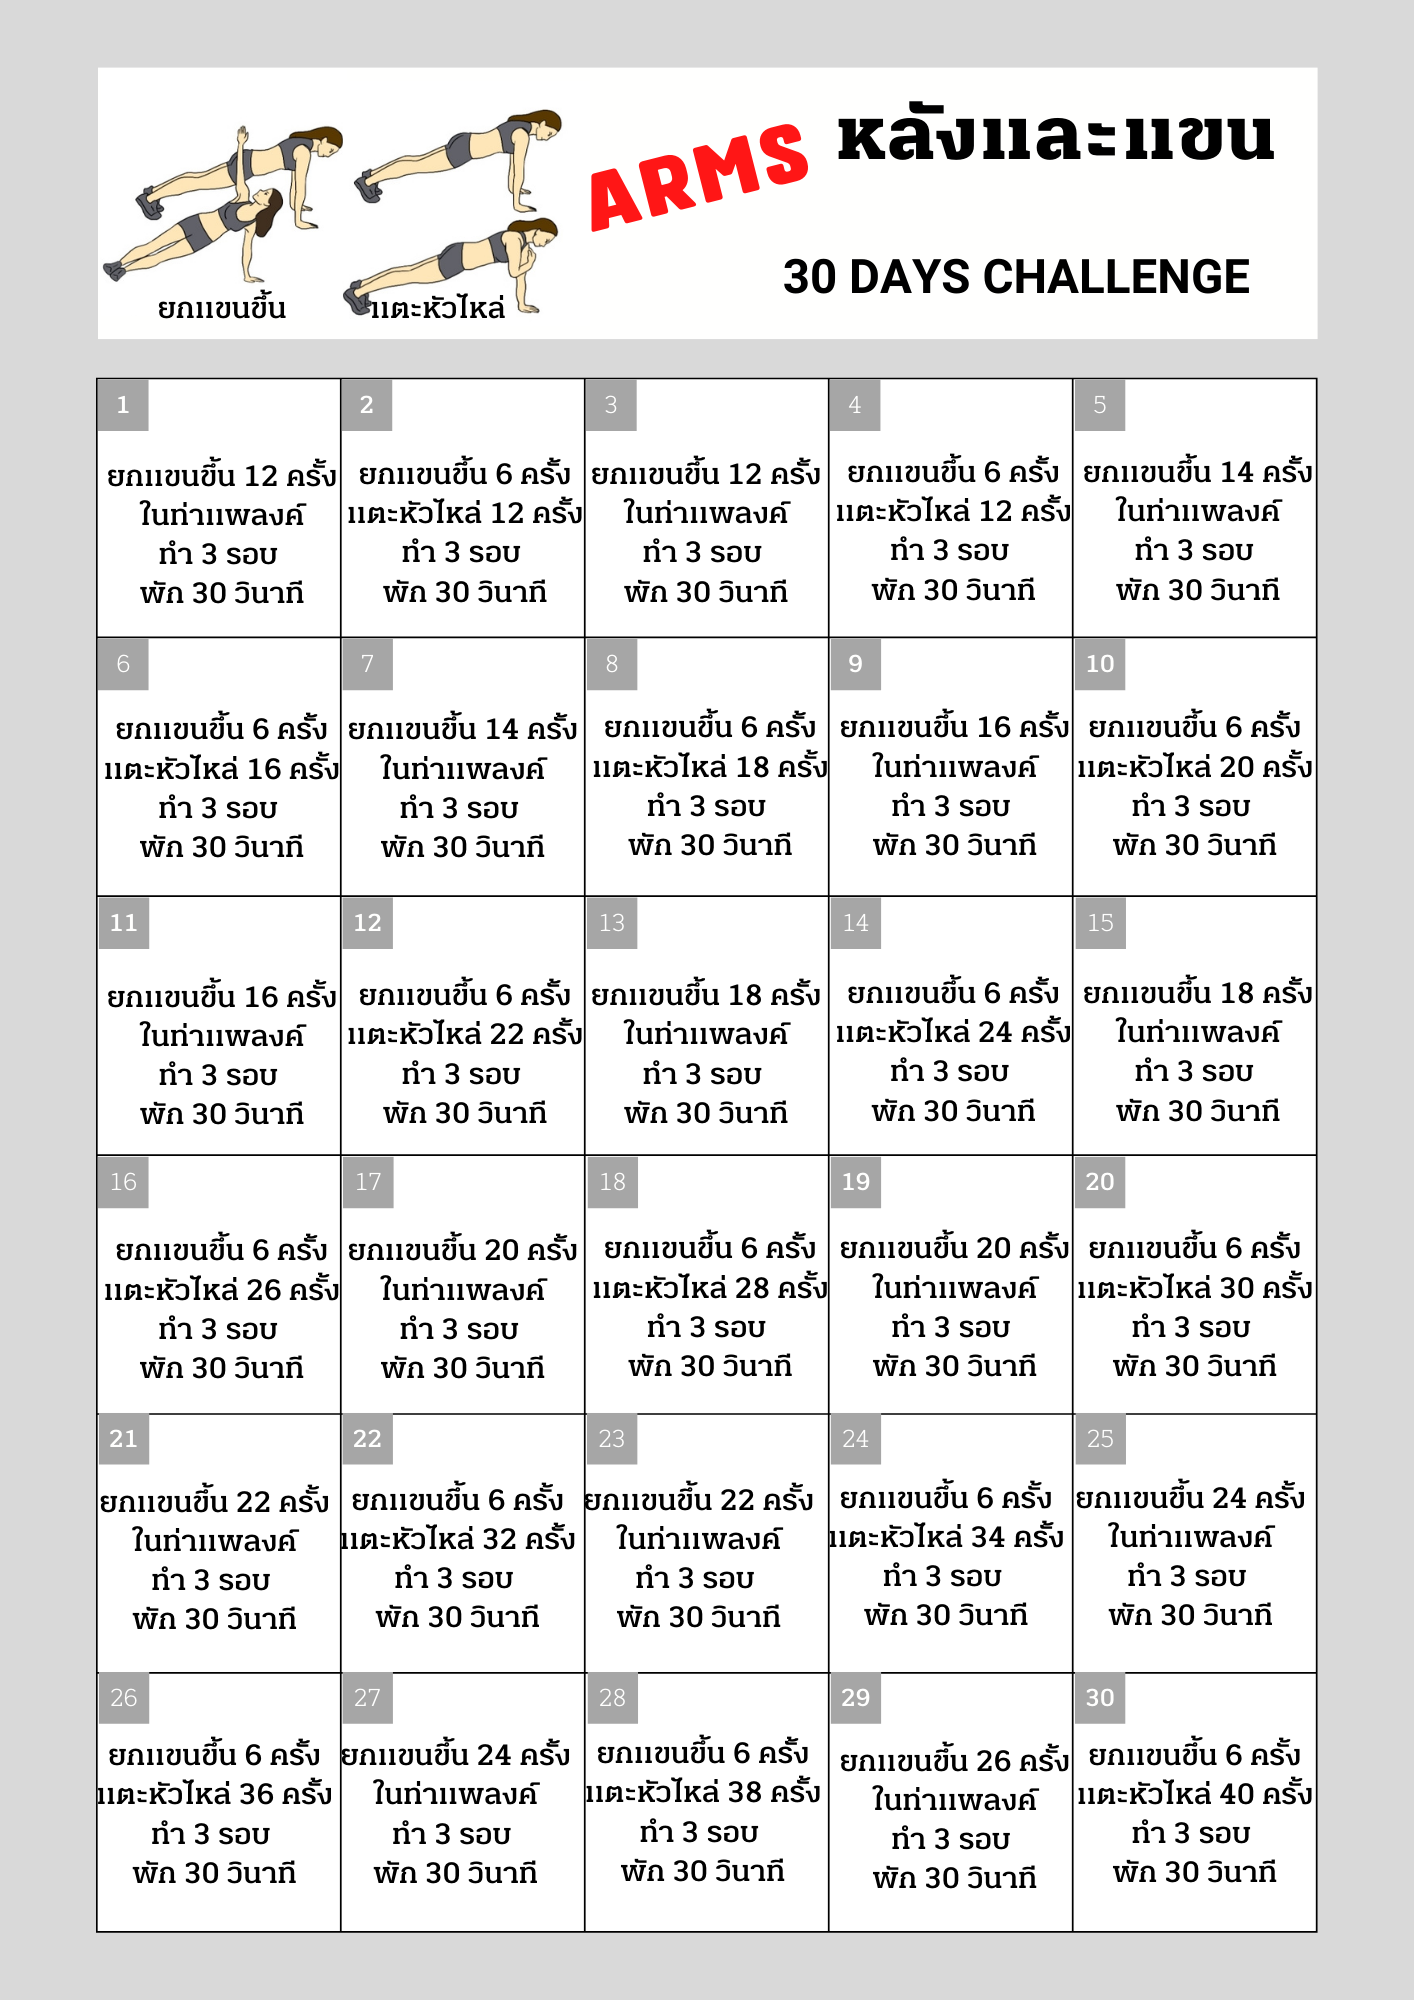 ARMS
หลังและแขน
30 DAYS CHALLENGE
ยกแขนขึ้น
แตะหัวไหล่
1
ยกแขนขึ้น 12 ครั้ง
ในท่าแพลงค์
ทำ 3 รอบ
พัก 30 วินาที
2
ยกแขนขึ้น 6 ครั้ง
แตะหัวไหล่ 12 ครั้ง
ทำ 3 รอบ
พัก 30 วินาที
3
ยกแขนขึ้น 12 ครั้ง
ในท่าแพลงค์
ทำ 3 รอบ
พัก 30 วินาที
4
ยกแขนขึ้น 6 ครั้ง
แตะหัวไหล่ 12 ครั้ง
ทำ 3 รอบ
พัก 30 วินาที
5
ยกแขนขึ้น 14 ครั้ง
ในท่าแพลงค์
ทำ 3 รอบ
พัก 30 วินาที
6
ยกแขนขึ้น 6 ครั้ง
แตะหัวไหล่ 16 ครั้ง
ทำ 3 รอบ
พัก 30 วินาที
7
ยกแขนขึ้น 14 ครั้ง
ในท่าแพลงค์
ทำ 3 รอบ
พัก 30 วินาที
8
ยกแขนขึ้น 6 ครั้ง
แตะหัวไหล่ 18 ครั้ง
ทำ 3 รอบ
พัก 30 วินาที
9
ยกแขนขึ้น 16 ครั้ง
ในท่าแพลงค์
ทำ 3 รอบ
พัก 30 วินาที
10
ยกแขนขึ้น 6 ครั้ง
แตะหัวไหล่ 20 ครั้ง
ทำ 3 รอบ
พัก 30 วินาที
11
ยกแขนขึ้น 16 ครั้ง
ในท่าแพลงค์
ทำ 3 รอบ
พัก 30 วินาที
12
ยกแขนขึ้น 6 ครั้ง
แตะหัวไหล่ 22 ครั้ง
ทำ 3 รอบ
พัก 30 วินาที
13
ยกแขนขึ้น 18 ครั้ง
ในท่าแพลงค์
ทำ 3 รอบ
พัก 30 วินาที
14
ยกแขนขึ้น 6 ครั้ง
แตะหัวไหล่ 24 ครั้ง
ทำ 3 รอบ
พัก 30 วินาที
15
ยกแขนขึ้น 18 ครั้ง
ในท่าแพลงค์
ทำ 3 รอบ
พัก 30 วินาที
16
ยกแขนขึ้น 6 ครั้ง
แตะหัวไหล่ 26 ครั้ง
ทำ 3 รอบ
พัก 30 วินาที
17
ยกแขนขึ้น 20 ครั้ง
ในท่าแพลงค์
ทำ 3 รอบ
พัก 30 วินาที
18
ยกแขนขึ้น 6 ครั้ง
แตะหัวไหล่ 28 ครั้ง
ทำ 3 รอบ
พัก 30 วินาที
19
ยกแขนขึ้น 20 ครั้ง
ในท่าแพลงค์
ทำ 3 รอบ
พัก 30 วินาที
20
ยกแขนขึ้น 6 ครั้ง
แตะหัวไหล่ 30 ครั้ง
ทำ 3 รอบ
พัก 30 วินาที
21
ยกแขนขึ้น 22 ครั้ง
ในท่าแพลงค์
ทำ 3 รอบ
พัก 30 วินาที
22
ยกแขนขึ้น 6 ครั้ง
แตะหัวไหล่ 32 ครั้ง
ทำ 3 รอบ
พัก 30 วินาที
23
ยกแขนขึ้น 22 ครั้ง
ในท่าแพลงค์
ทำ 3 รอบ
พัก 30 วินาที
24
ยกแขนขึ้น 6 ครั้ง
แตะหัวไหล่ 34 ครั้ง
ทำ 3 รอบ
พัก 30 วินาที
25
ยกแขนขึ้น 24 ครั้ง
ในท่าแพลงค์
ทำ 3 รอบ
พัก 30 วินาที
26
ยกแขนขึ้น 6 ครั้ง
แตะหัวไหล่ 36 ครั้ง
ทำ 3 รอบ
พัก 30 วินาที
27
ยกแขนขึ้น 24 ครั้ง
ในท่าแพลงค์
ทำ 3 รอบ
พัก 30 วินาที
28
ยกแขนขึ้น 6 ครั้ง
แตะหัวไหล่ 38 ครั้ง
ทำ 3 รอบ
พัก 30 วินาที
29
ยกแขนขึ้น 26 ครั้ง
ในท่าแพลงค์
ทำ 3 รอบ
พัก 30 วินาที
30
ยกแขนขึ้น 6 ครั้ง
แตะหัวไหล่ 40 ครั้ง
ทำ 3 รอบ
พัก 30 วินาที